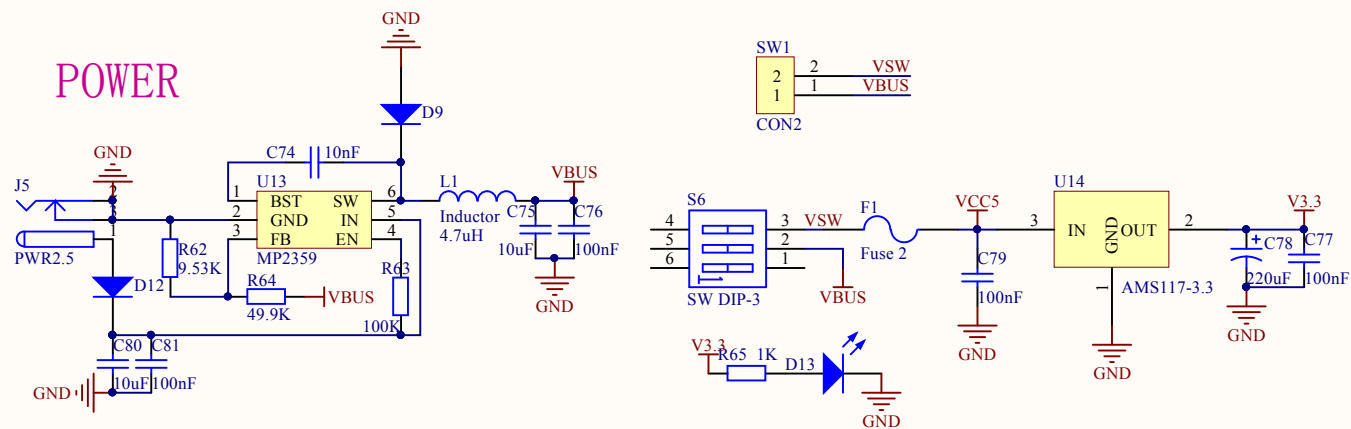 POWER
GND
D9
C74 10nF
GND
J5
2
3
1
PWR2.5
U13
1 BST SW 6
2 GND IN 5
3 FB EN 4
MP2359
L1
Inductor
4.7uH
VBUS
C75
10uF
C76
100nF
GND
R62
9.53K
R64
49.9K
VBUS
R63
100K
D12
C80
10uF
C81
100nF
GND
SW1
2 2 VSW
1 1 VBUS
CON2
S6
4 3 VSW
5 2
6 1
1
SW DIP-3
VBUS
F1
Fuse 2
VCC5
C79
100nF
GND
U14
3 IN GND OUT 2
1
AMS117-3.3
GND
V3.3
C78
+
220uF
C77
100nF
GND
V3.3
R65 1K
D13
GND